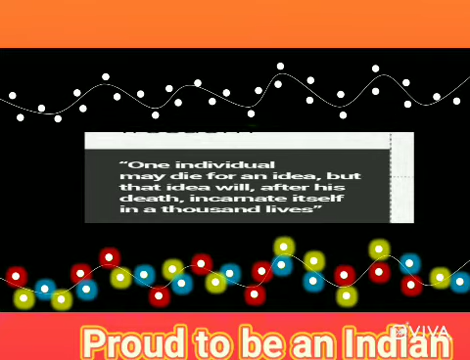 “One individual
may die for an idea, but
that idea will, after his
death, incarnate itself
in a thousand lives”
Proud to be an Indian
VIVA